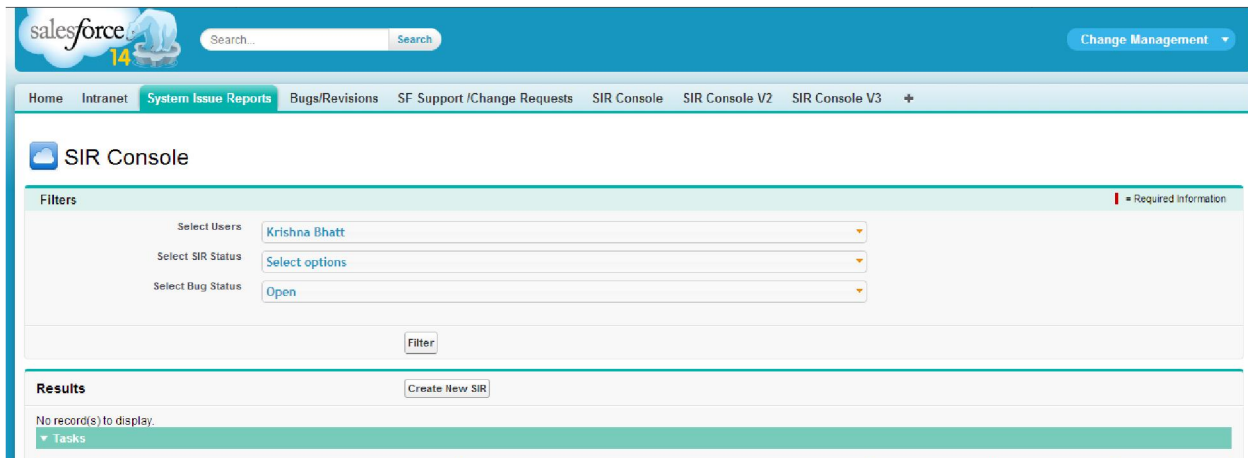 salesforce
14
Search...
Search
Change Management
Home Intranet System Issue Reports Bugs/Revisions SF Support /Change Requests SIR Console SIR Console V2 SIR Console V3 +
SIR Console
Filters
= Required Information
Select Users Krishna Bhatt
Select SIR Status Select options
Select Bug Status Open
Filter
Results Create New SIR
No record(s) to display.
Tasks